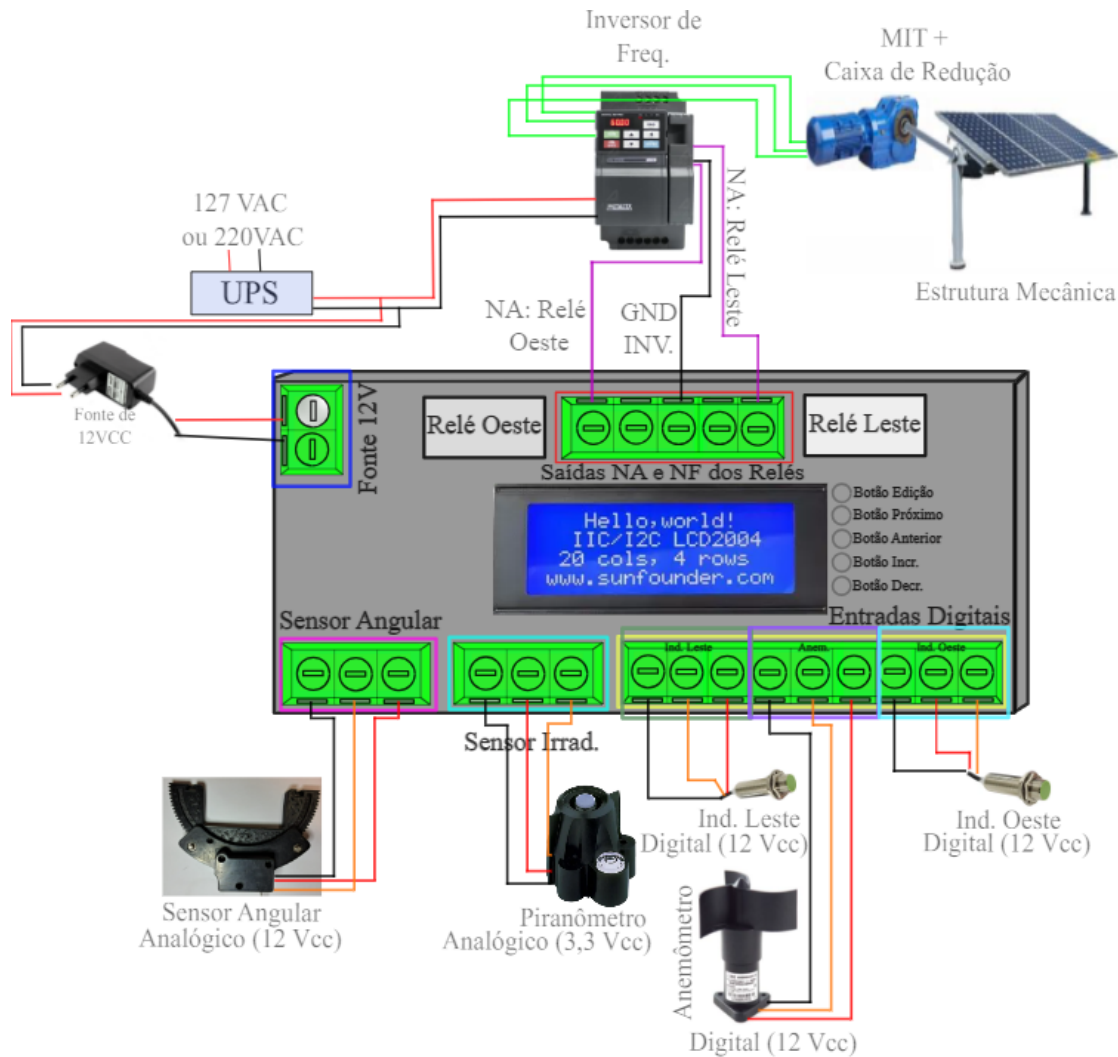 Inversor de
Freq.
MIT +
Caixa de Redução
127 VAC
ou 220VAC
UPS
NA: Relé
Oeste
GND
INV.
NA: Relé Leste
Estrutura Mecânica
Fonte de
12VCC
Fonte 12V
Relé Oeste
Relé Leste
Saídas NA e NF dos Relés
Hello,world!
IIC/I2C LCD2004
20 cols, 4 rows
www.sunfounder.com
Botão Edição
Botão Próximo
Botão Anterior
Botão Incr.
Botão Decr.
Sensor Angular
Entradas Digitais
Ind. Leste
Anem.
Ind. Oeste
Sensor Irrad.
Ind. Leste
Digital (12 Vcc)
Ind. Oeste
Digital (12 Vcc)
Sensor Angular
Analógico (12 Vcc)
Piranômetro
Analógico (3,3 Vcc)
Anemômetro
Digital (12 Vcc)